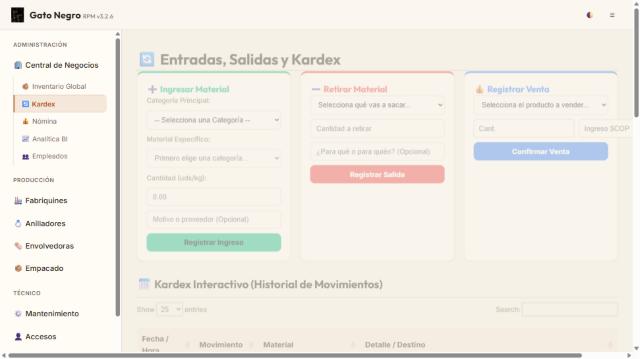 Gato Negro RPM v3.2.6
ADMINISTRACIÓN
Central de Negocios
Inventario Global
Kardex
Nómina
Analítica BI
Empleados
PRODUCCIÓN
Fabriquines
Anilladores
Envolvedoras
Empacado
TÉCNICO
Mantenimiento
Accesos
Entradas, Salidas y Kardex
Ingresar Material
Categoría Principal:
-- Selecciona una Categoría --
Material Específico:
Primero elige una categoría...
Cantidad (uds/kg):
0.00
Motivo o proveedor (Opcional)
Registrar Ingreso
Retirar Material
Selecciona qué vas a sacar...
Cantidad a retirar
¿Para qué o para quién? (Opcional)
Registrar Salida
Registrar Venta
Selecciona el producto a vender...
Cant.
Ingreso $COP
Confirmar Venta
Kardex Interactivo (Historial de Movimientos)
Show 25 entries
Search:
Fecha / Hora
Movimiento
Material
Detalle / Destino